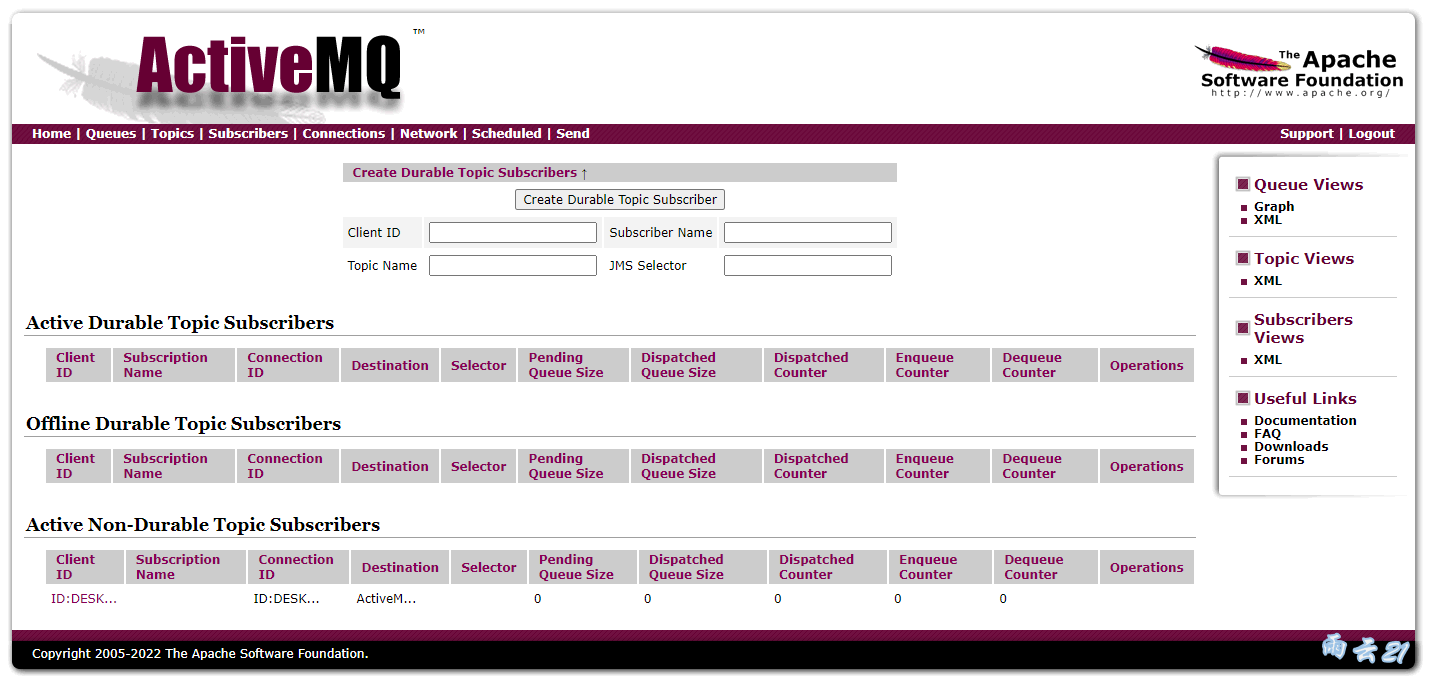 ActiveMQ™
The Apache
Software Foundation
http://www.apache.org/
Home | Queues | Topics | Subscribers | Connections | Network | Scheduled | Send
Support | Logout
Create Durable Topic Subscribers ↑
Create Durable Topic Subscriber
Client ID Subscriber Name
Topic Name JMS Selector
Active Durable Topic Subscribers
Client ID Subscription Name Connection ID Destination Selector Pending Queue Size Dispatched Queue Size Dispatched Counter Enqueue Counter Dequeue Counter Operations
Offline Durable Topic Subscribers
Client ID Subscription Name Connection ID Destination Selector Pending Queue Size Dispatched Queue Size Dispatched Counter Enqueue Counter Dequeue Counter Operations
Active Non-Durable Topic Subscribers
Client ID Subscription Name Connection ID Destination Selector Pending Queue Size Dispatched Queue Size Dispatched Counter Enqueue Counter Dequeue Counter Operations
ID:DESK... ID:DESK... ActiveM... 0 0 0 0 0
Queue Views
Graph
XML
Topic Views
XML
Subscribers
Views
XML
Useful Links
Documentation
FAQ
Downloads
Forums
Copyright 2005-2022 The Apache Software Foundation.
雨云21